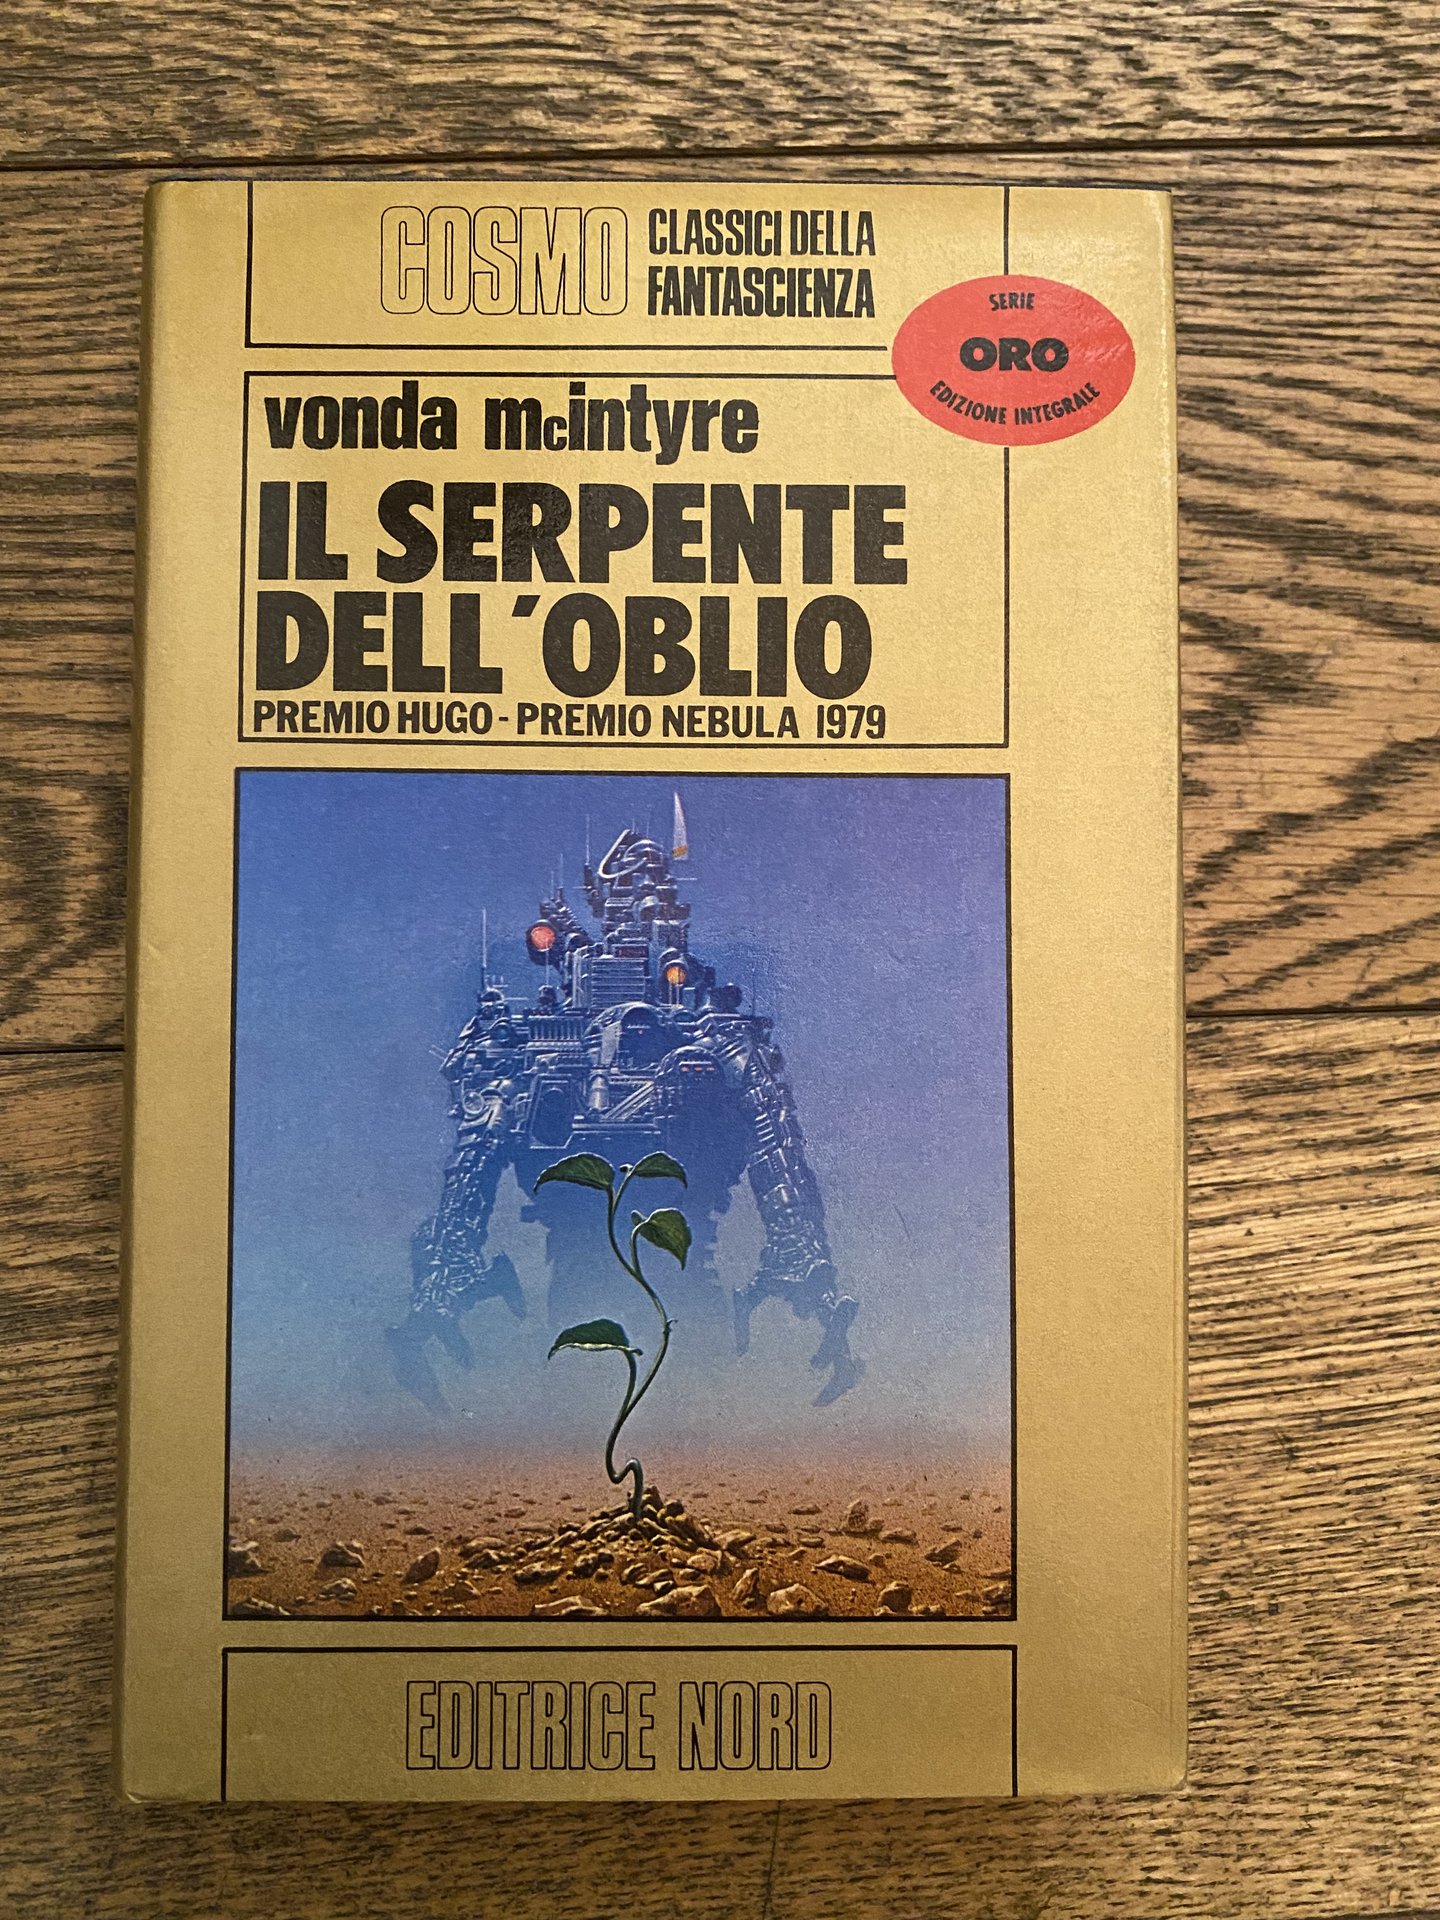 COSMO
CLASSICI DELLA
FANTASCIENZA
SERIE
ORO
EDIZIONE INTEGRALE
vonda mcintyre
IL SERPENTE
DELL'OBLIO
PREMIO HUGO - PREMIO NEBULA 1979
EDITRICE NORD